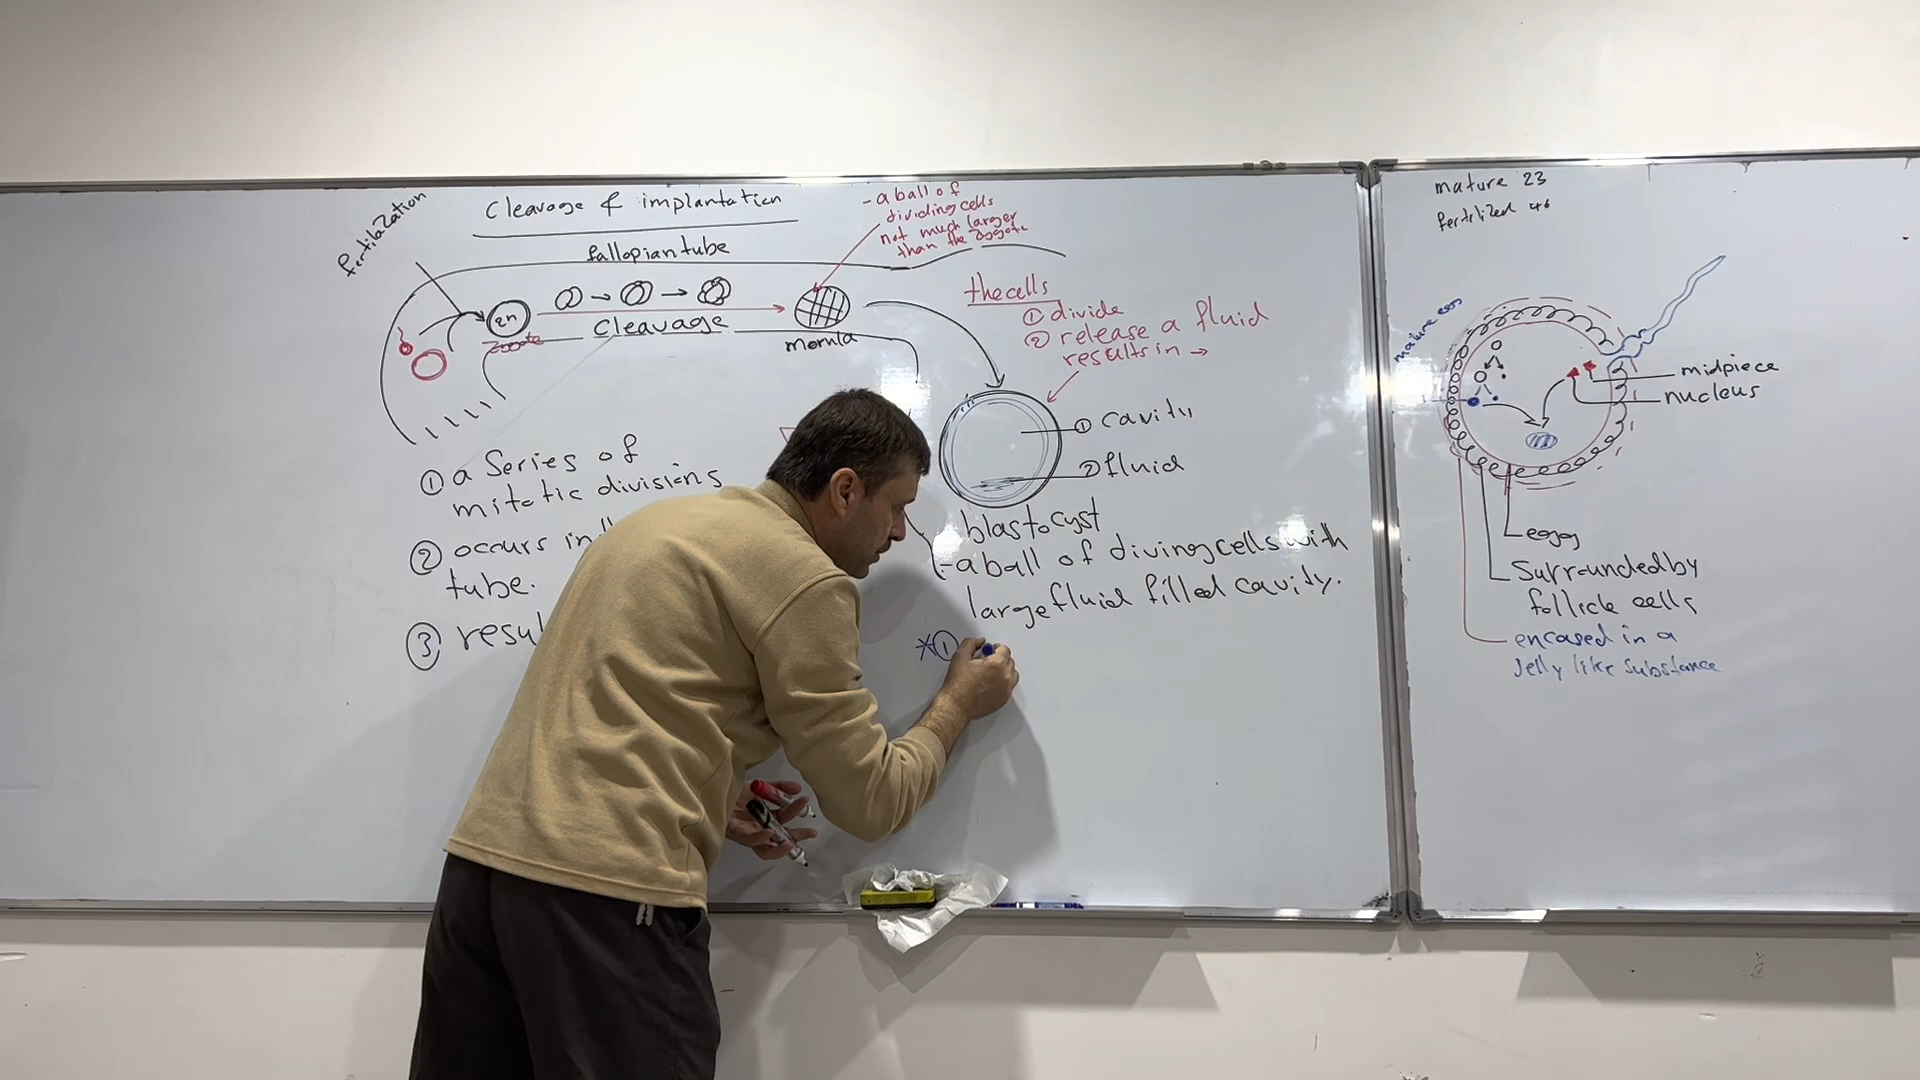 Cleavage & implantation
fertilazation
fallopian tube
- a ball of
dividing cells
not much larger
than the zygote
2n
zogote
Cleavage
morula
the cells
① divide
② release a fluid
results in →
① cavity
② fluid
① a Series of
mitotic divisions
② occurs in
tube.
③ resul
blastocyst
- a ball of diving cells with
large fluid filled cavity.
*①
mature 23
fertilized 46
mature egg
midpiece
nucleus
egg
Surrounded by
follicle cells
encased in a
Jelly like substance